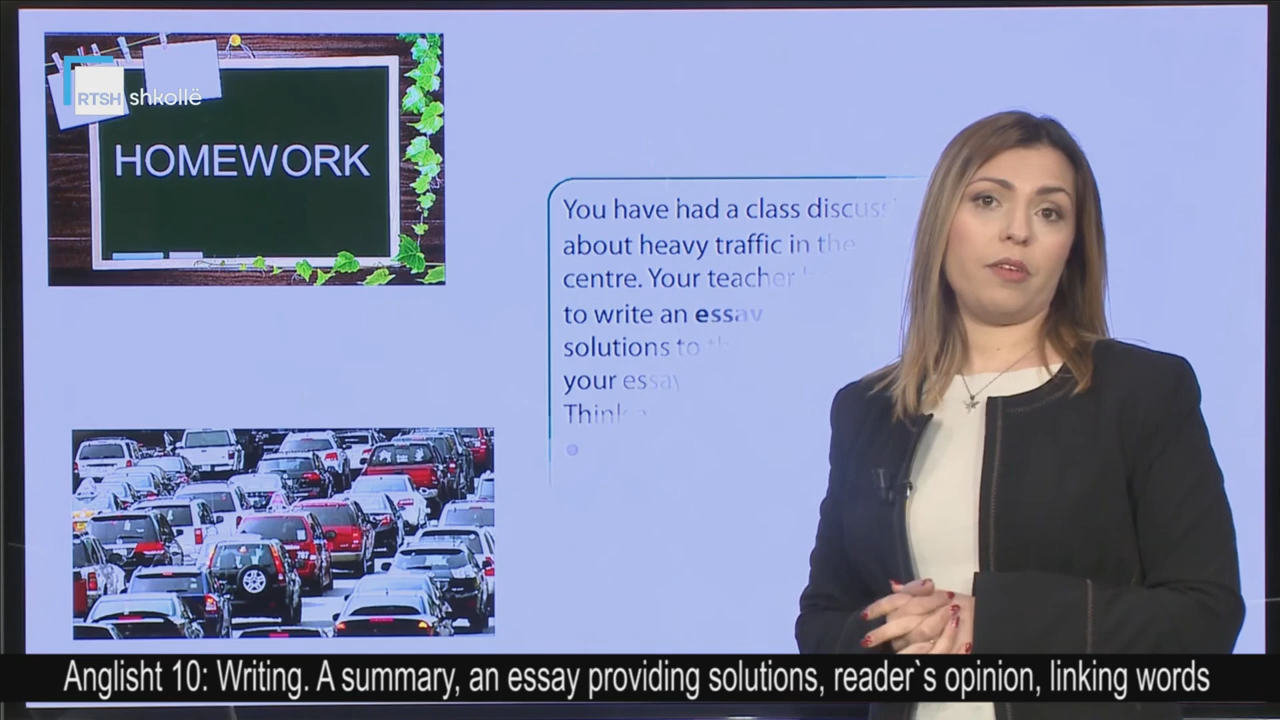 RTSH shkollë
HOMEWORK
You have had a class
about heavy traffic in the
centre. Your teacher
to write an essay
solutions to
your essay
Think
Anglisht 10: Writing. A summary, an essay providing solutions, reader`s opinion, linking words